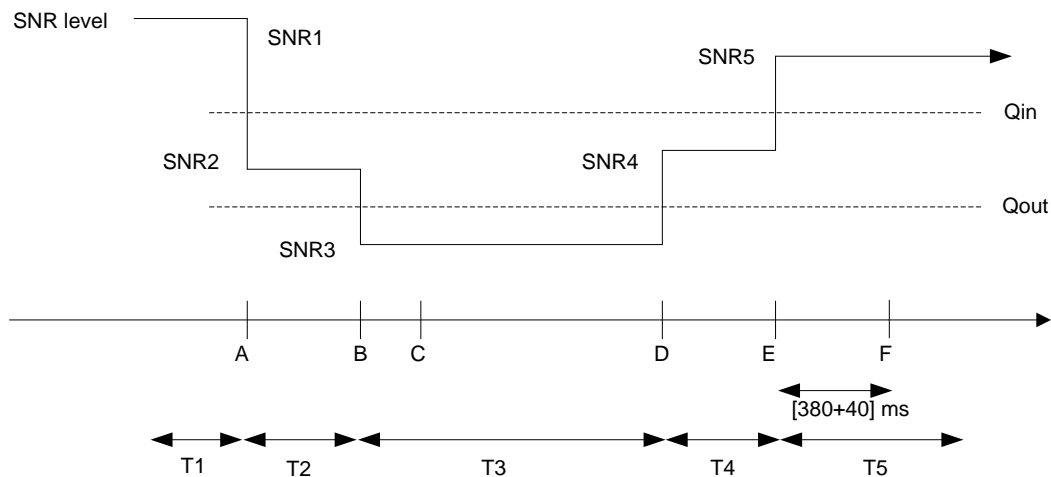 SNR level
SNR1
SNR5
Qin
SNR2
SNR4
Qout
SNR3
A B C D E F
[380+40] ms
T1 T2 T3 T4 T5